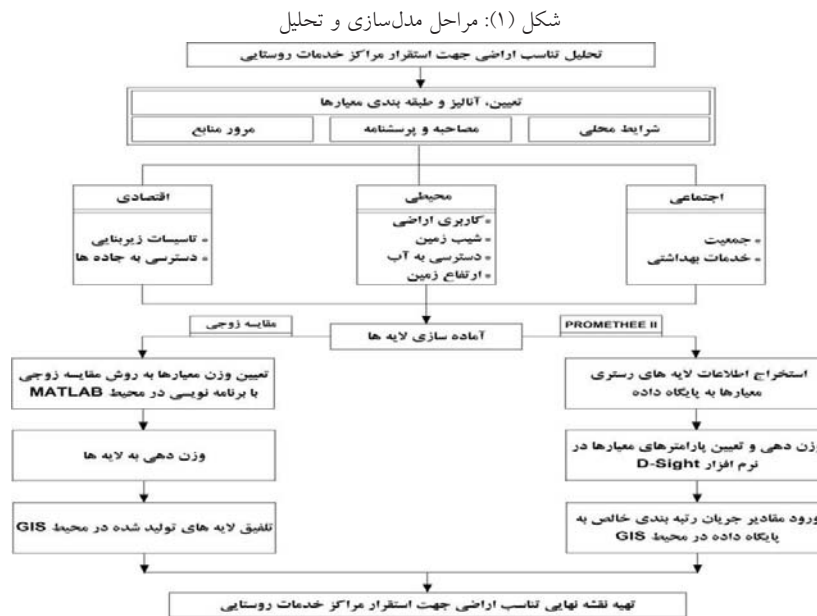 شکل (۱): مراحل مدل‌سازی و تحلیل
تحلیل تناسب اراضی جهت استقرار مراکز خدمات روستایی
تعیین، آنالیز و طبقه بندی معیارها
شرایط محلی
مصاحبه و پرسشنامه
مرور منابع
اجتماعی
جمعیت
خدمات بهداشتی
محیطی
کاربری اراضی
شیب زمین
دسترسی به آب
ارتفاع زمین
اقتصادی
تاسیسات زیربنایی
دسترسی به جاده ها
آماده سازی لایه ها
PROMETHEE II
استخراج اطلاعات لایه های رستری
معیارها به پایگاه داده
وزن دهی و تعیین پارامترهای معیارها در
نرم افزار D-Sight
ورود مقادیر جریان رتبه بندی خالص به
پایگاه داده در محیط GIS
مقایسه زوجی
تعیین وزن معیارها به روش مقایسه زوجی
با برنامه نویسی در محیط MATLAB
وزن دهی به لایه ها
تلفیق لایه های تولید شده در محیط GIS
تهیه نقشه نهایی تناسب اراضی جهت استقرار مراکز خدمات روستایی